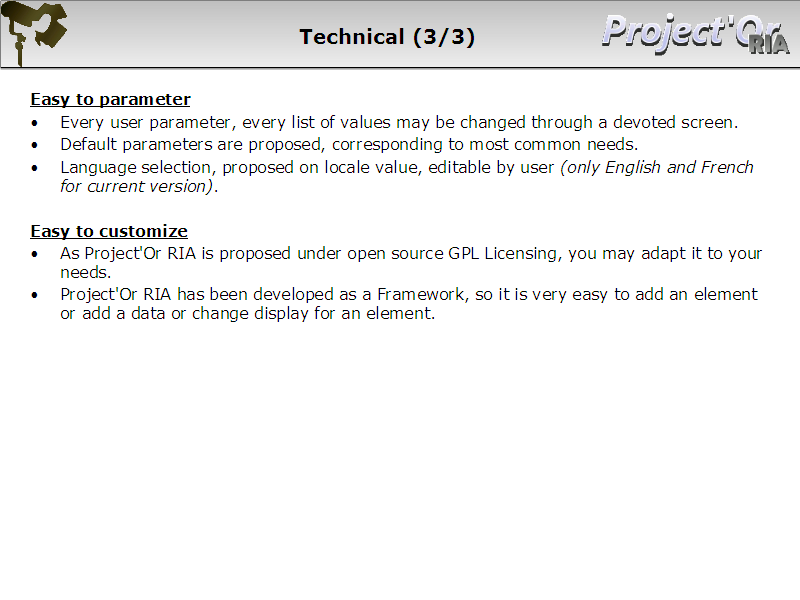 Technical (3/3)
Project'Or
RIA
Easy to parameter
• Every user parameter, every list of values may be changed through a devoted screen.
• Default parameters are proposed, corresponding to most common needs.
• Language selection, proposed on locale value, editable by user (only English and French
for current version).
Easy to customize
• As Project'Or RIA is proposed under open source GPL Licensing, you may adapt it to your
needs.
• Project'Or RIA has been developed as a Framework, so it is very easy to add an element
or add a data or change display for an element.